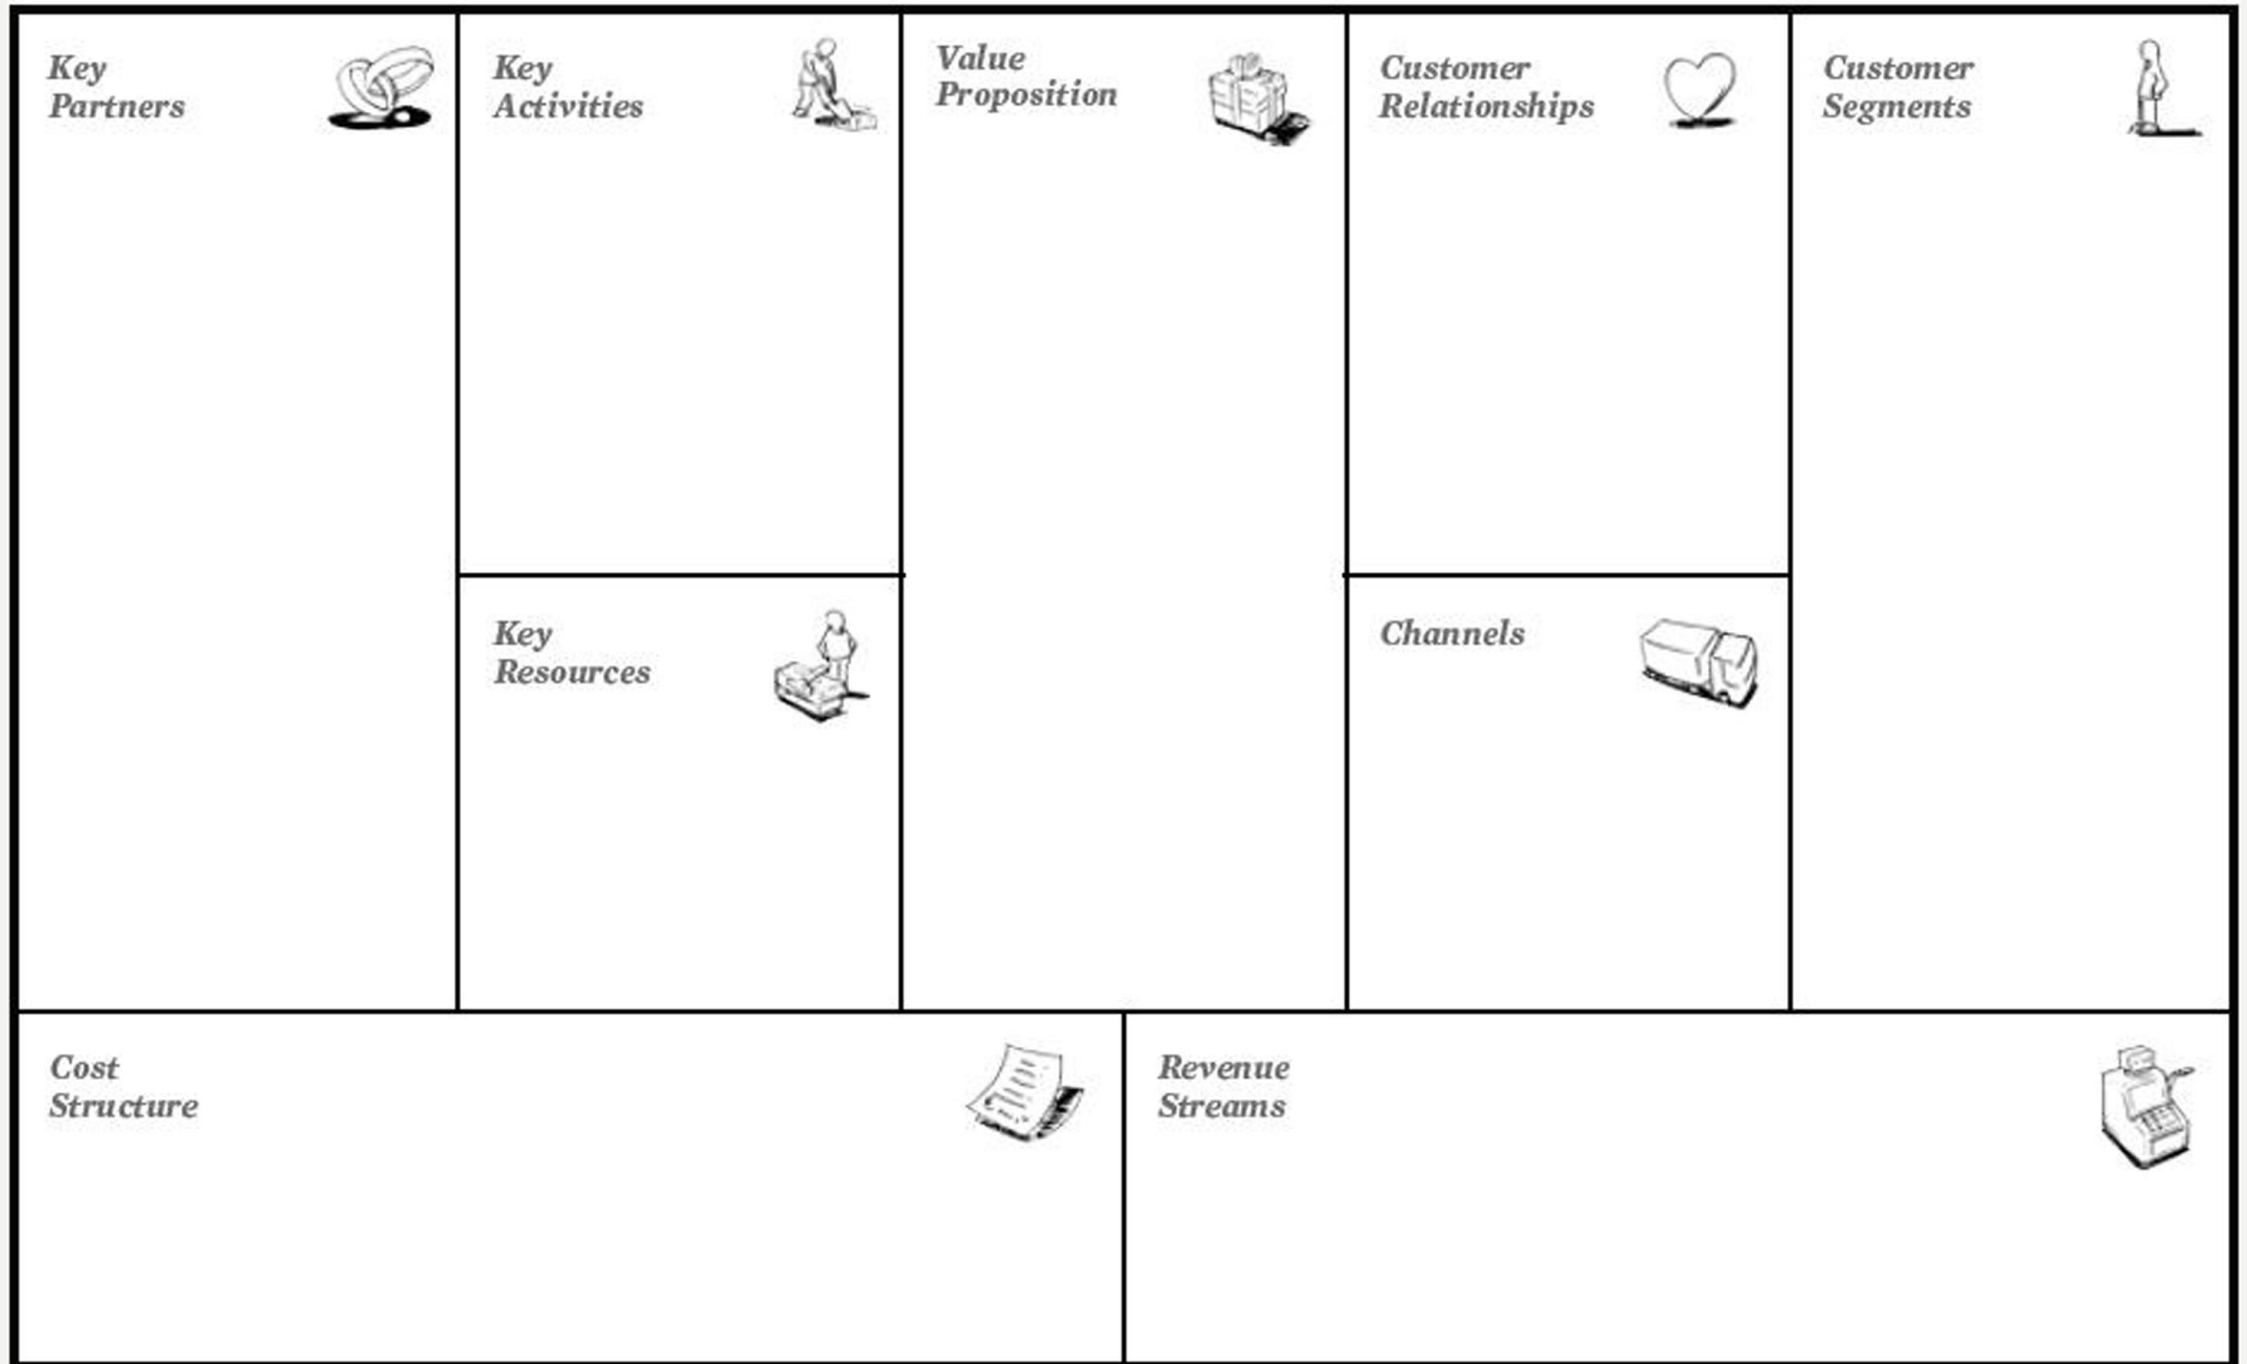 Key
Partners
Key
Activities
Value
Proposition
Customer
Relationships
Customer
Segments
Key
Resources
Channels
Cost
Structure
Revenue
Streams